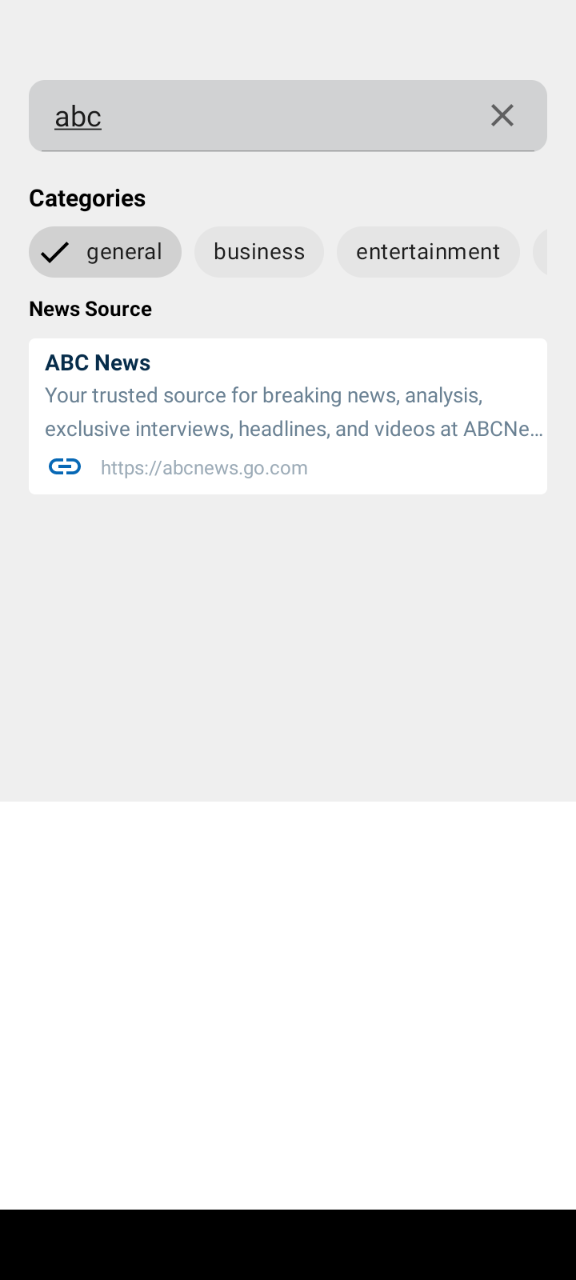 abc
Categories
general business entertainment
News Source
ABC News
Your trusted source for breaking news, analysis,
exclusive interviews, headlines, and videos at ABCNe…
https://abcnews.go.com